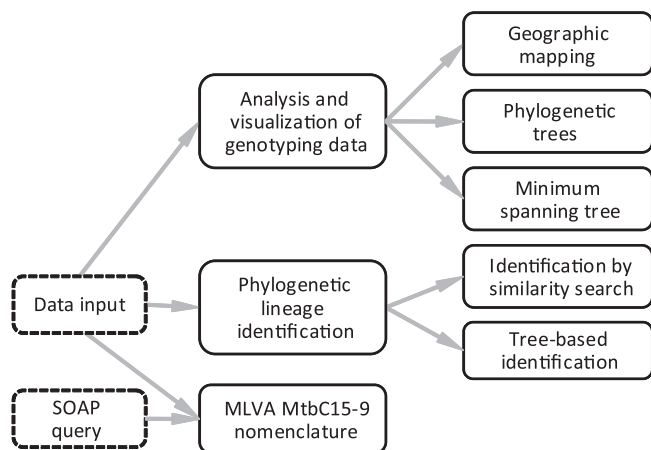 Geographic
mapping
Analysis and
visualization of
genotyping data
Phylogenetic
trees
Minimum
spanning tree
Data input
Phylogenetic
lineage
identification
Identification by
similarity search
Tree-based
identification
SOAP
query
MLVA MtbC15-9
nomenclature